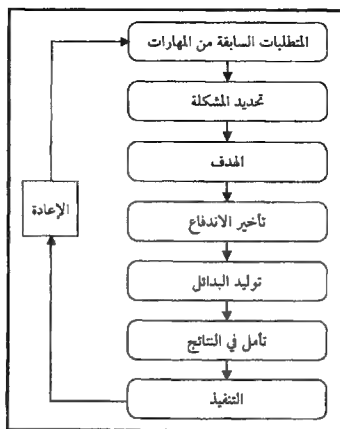 المتطلبات السابقة من المهارات
تحديد المشكلة
الهدف
تأخير الاندفاع
الإعادة
توليد البدائل
تأمل في النتائج
التنفيذ